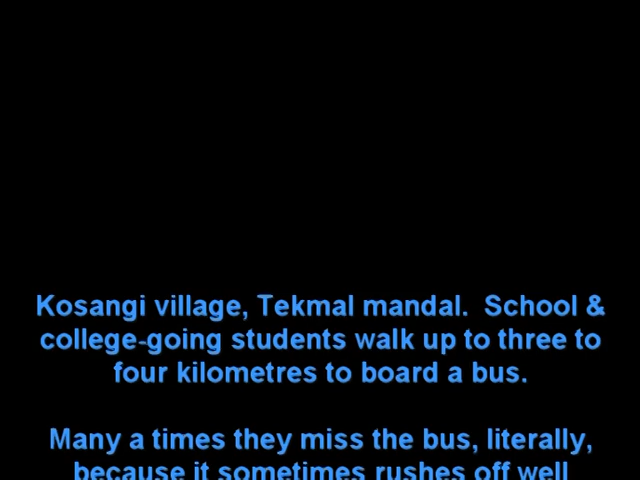 Kosangi village, Tekmal mandal.  School &
college-going students walk up to three to
four kilometres to board a bus.
Many a times they miss the bus, literally,
because it sometimes rushes off well